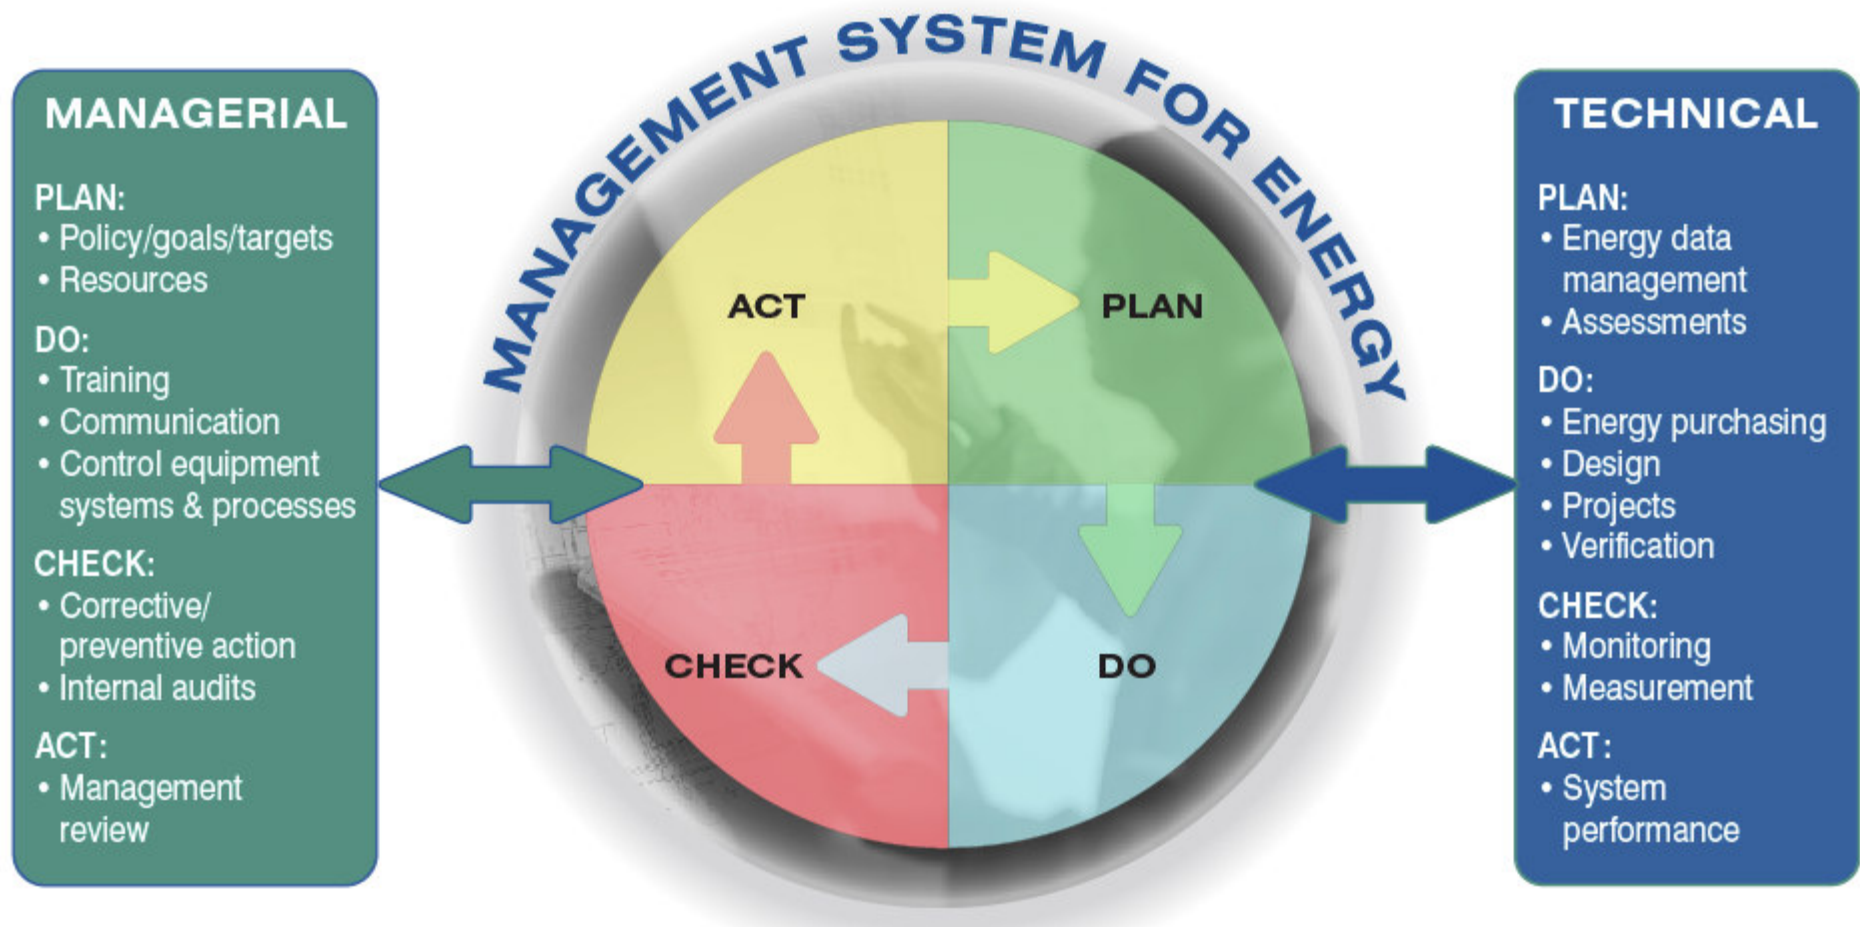 MANAGEMENT SYSTEM FOR ENERGY
MANAGERIAL
PLAN:
• Policy/goals/targets
• Resources
DO:
• Training
• Communication
• Control equipment
systems & processes
CHECK:
• Corrective/
preventive action
• Internal audits
ACT:
• Management
review
ACT
PLAN
CHECK
DO
TECHNICAL
PLAN:
• Energy data
management
• Assessments
DO:
• Energy purchasing
• Design
• Projects
• Verification
CHECK:
• Monitoring
• Measurement
ACT:
• System
performance